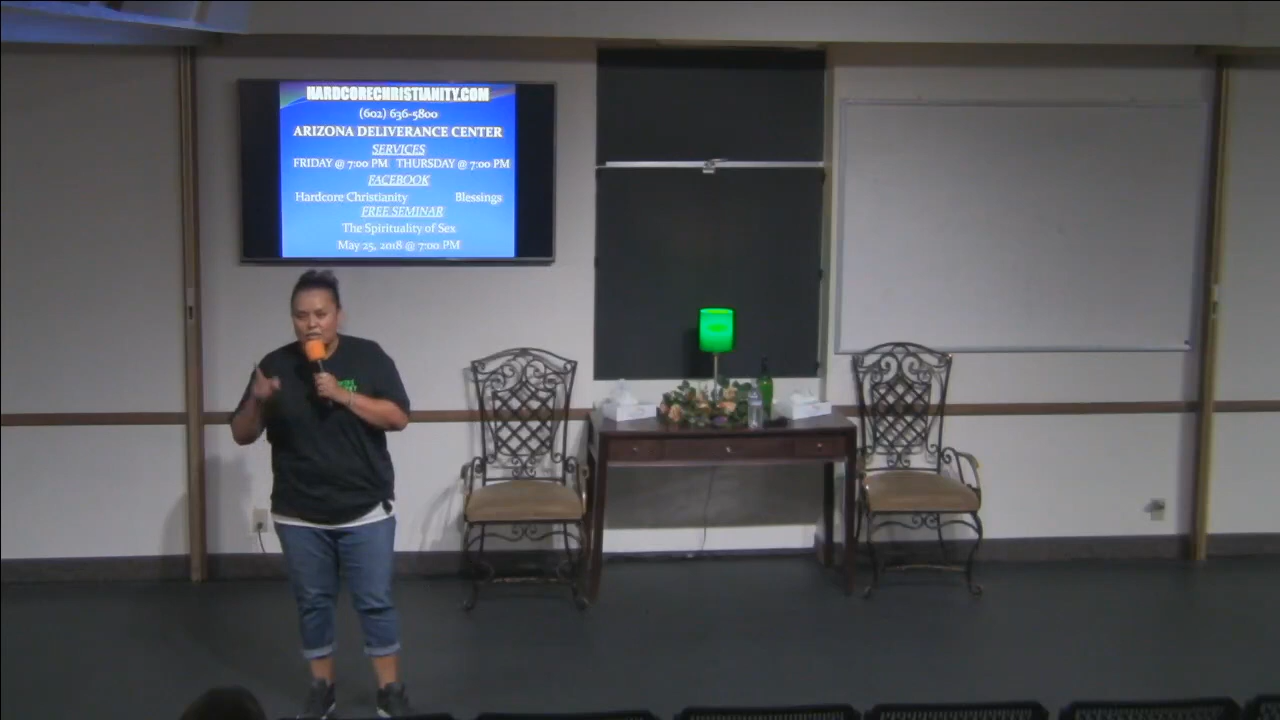 HARDCORECHRISTIANITY.COM
(602) 636-5800
ARIZONA DELIVERANCE CENTER
SERVICES
FRIDAY @ 7:00 PM THURSDAY @ 7:00 PM
FACEBOOK
Hardcore Christianity Blessings
FREE SEMINAR
The Spirituality of Sex
May 25, 2018 @ 7:00 PM